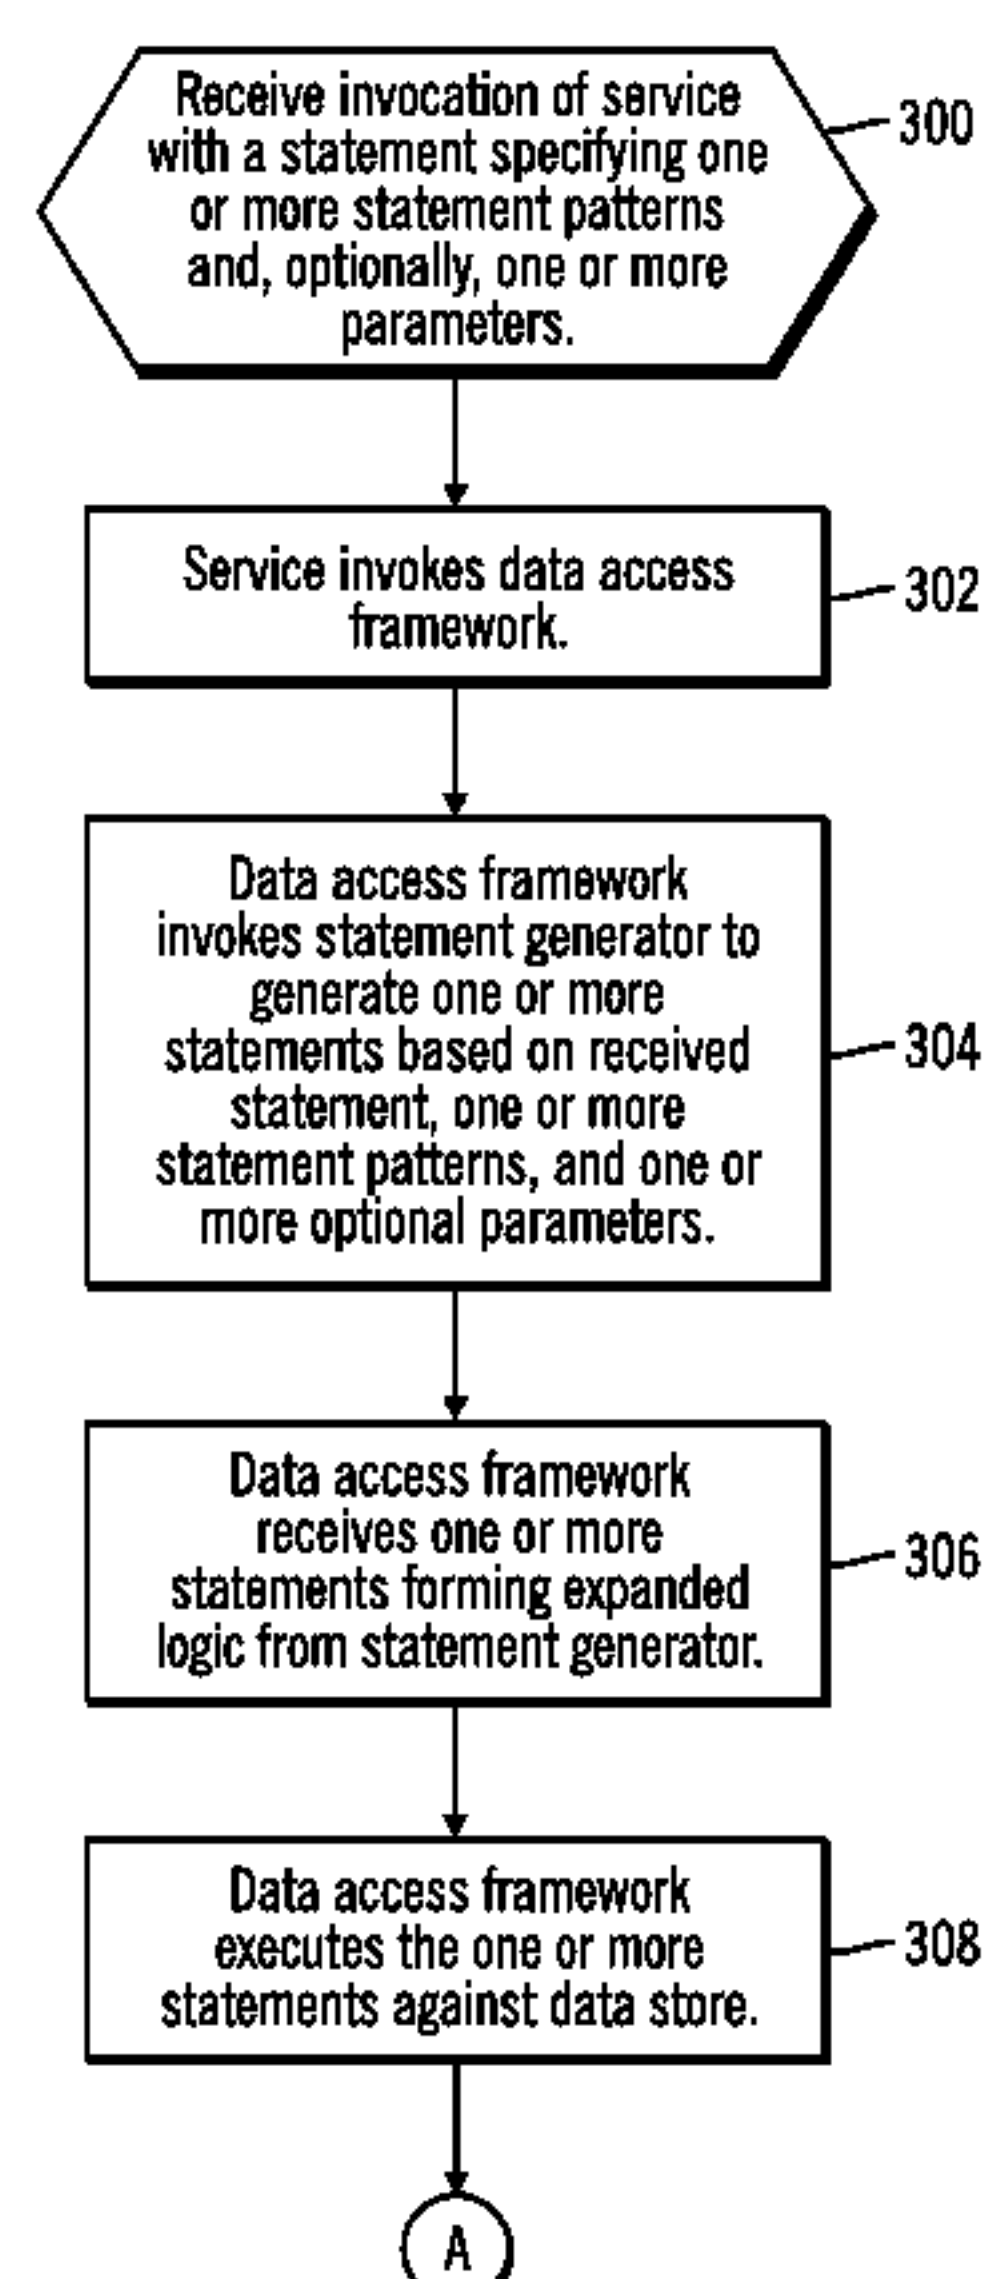 Receive invocation of service
with a statement specifying one
or more statement patterns
and, optionally, one or more
parameters.
300
Service invokes data access
framework.
302
Data access framework
invokes statement generator to
generate one or more
statements based on received
statement, one or more
statement patterns, and one or
more optional parameters.
304
Data access framework
receives one or more
statements forming expanded
logic from statement generator.
306
Data access framework
executes the one or more
statements against data store.
308
A